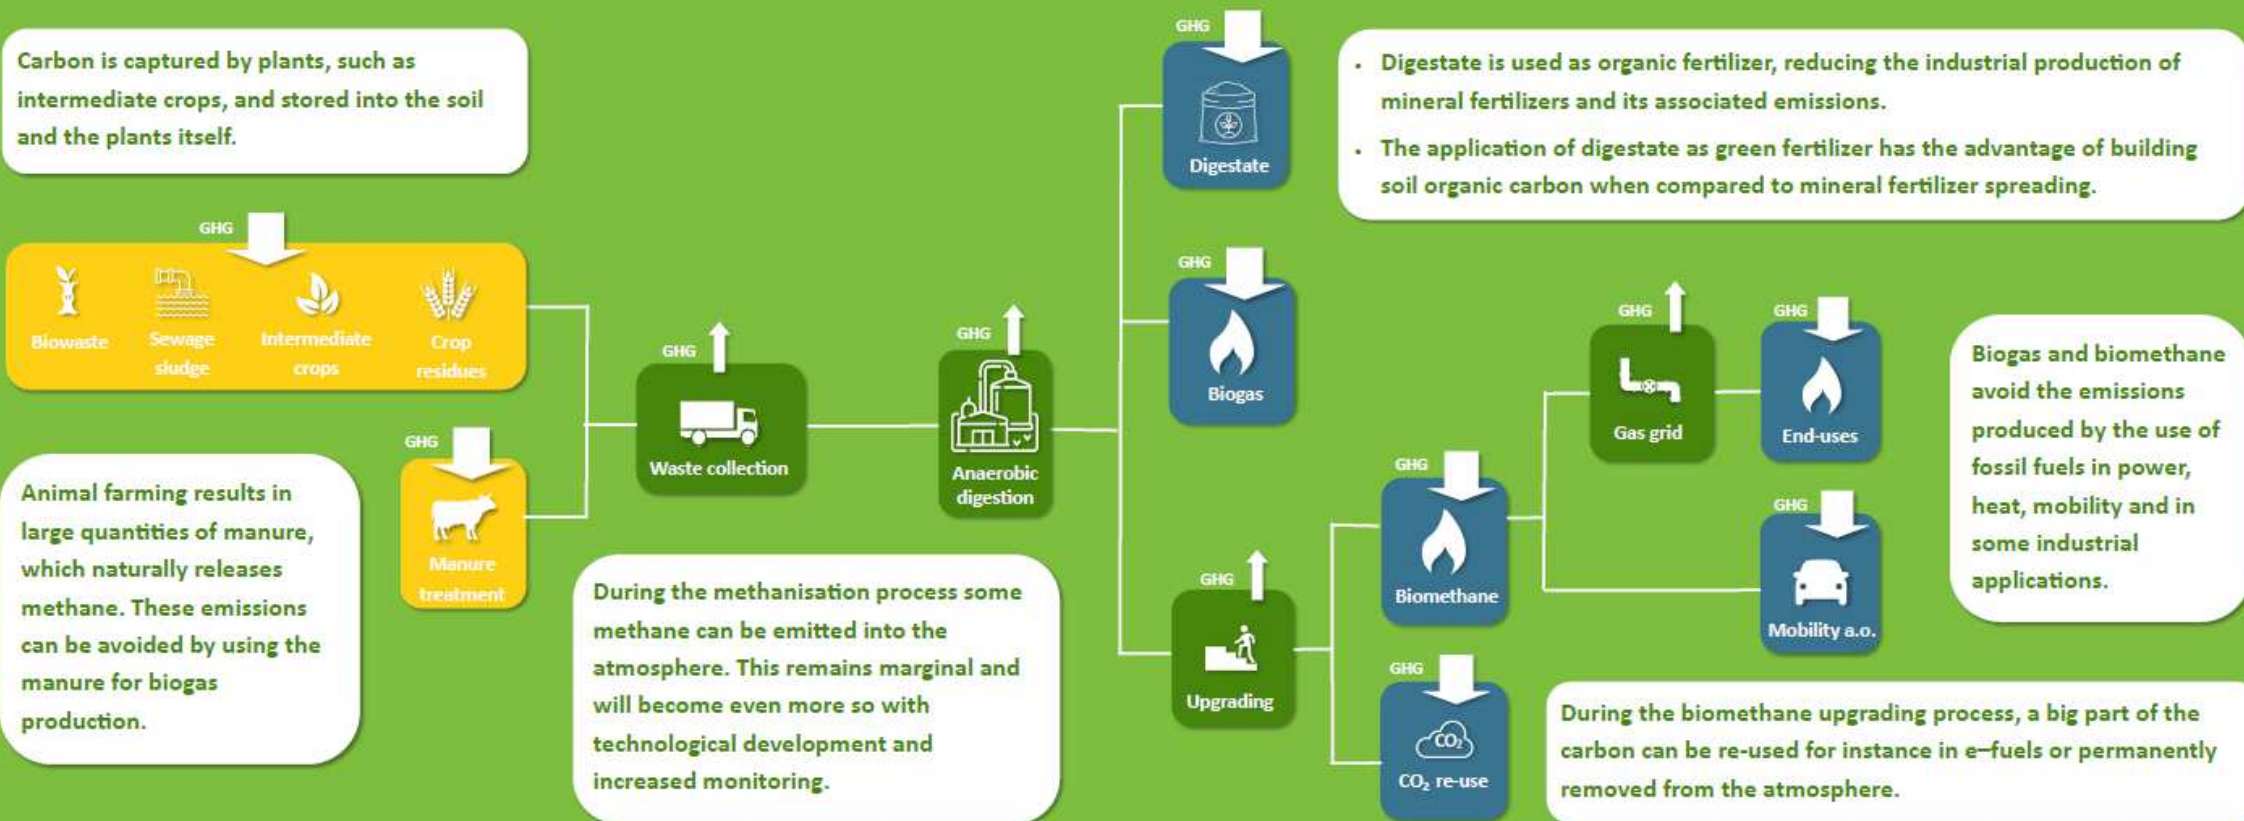 Carbon is captured by plants, such as
intermediate crops, and stored into the soil
and the plants itself.
GHG
Biowaste
Sewage
sludge
Intermediate
crops
Crop
residues
GHG
Manure
treatment
Animal farming results in
large quantities of manure,
which naturally releases
methane. These emissions
can be avoided by using the
manure for biogas
production.
GHG
Waste collection
GHG
Anaerobic
digestion
During the methanisation process some
methane can be emitted into the
atmosphere. This remains marginal and
will become even more so with
technological development and
increased monitoring.
GHG
Digestate
• Digestate is used as organic fertilizer, reducing the industrial production of
mineral fertilizers and its associated emissions.
• The application of digestate as green fertilizer has the advantage of building
soil organic carbon when compared to mineral fertilizer spreading.
GHG
Biogas
GHG
Upgrading
GHG
Biomethane
GHG
CO₂
CO₂ re-use
GHG
Gas grid
GHG
End-uses
GHG
Mobility a.o.
Biogas and biomethane
avoid the emissions
produced by the use of
fossil fuels in power,
heat, mobility and in
some industrial
applications.
During the biomethane upgrading process, a big part of the
carbon can be re-used for instance in e–fuels or permanently
removed from the atmosphere.